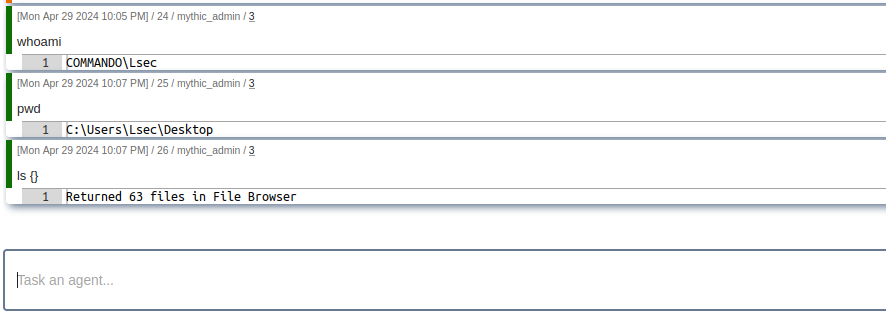 [Mon Apr 29 2024 10:05 PM] / 24 / mythic_admin / 3
whoami
1 COMMANDO\Lsec
[Mon Apr 29 2024 10:07 PM] / 25 / mythic_admin / 3
pwd
1 C:\Users\Lsec\Desktop
[Mon Apr 29 2024 10:07 PM] / 26 / mythic_admin / 3
ls {}
1 Returned 63 files in File Browser
Task an agent...